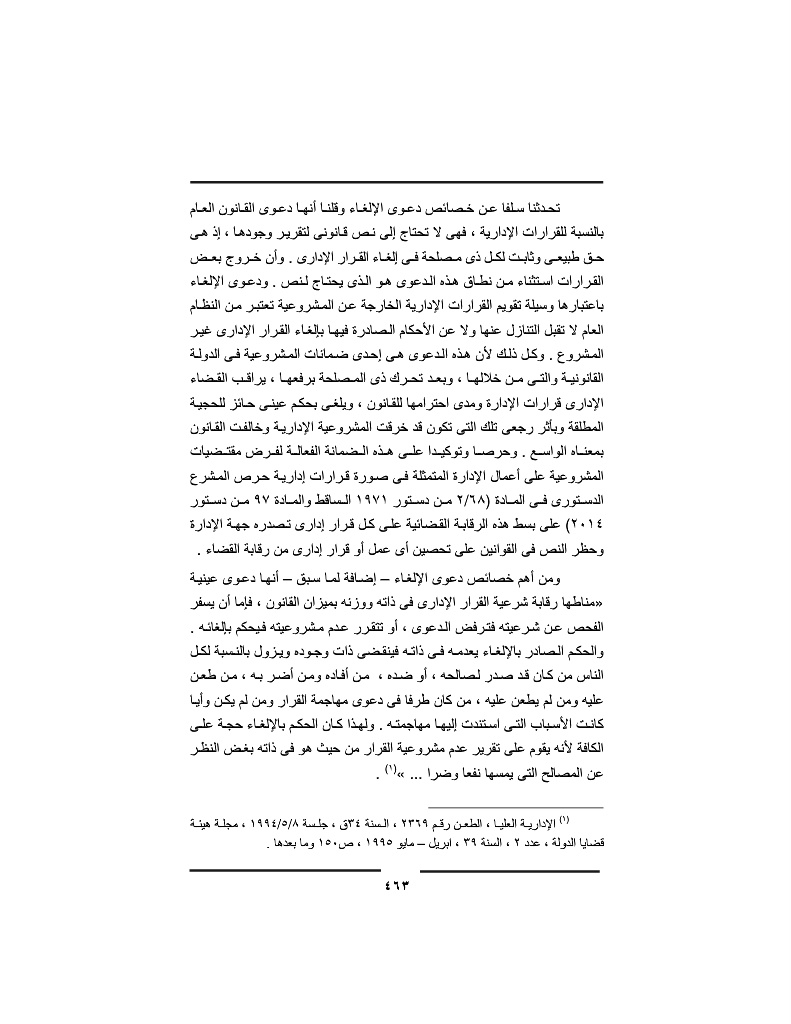 تحدثنا سلفا عن خصائص دعوى الإلغاء وقلنا أنها دعوى القانون العام
بالنسبة للقرارات الإدارية ، فهى لا تحتاج إلى نص قانونى لتقرير وجودها ، إذ هى
حق طبيعى وثابت لكل ذى مصلحة فى إلغاء القرار الإدارى . وأن خروج بعض
القرارات استثناء من نطاق هذه الدعوى هو الذى يحتاج لنص . ودعوى الإلغاء
باعتبارها وسيلة تقويم القرارات الإدارية الخارجة عن المشروعية تعتبر من النظام
العام لا تقبل التنازل عنها ولا عن الأحكام الصادرة فيها بإلغاء القرار الإدارى غير
المشروع . وكل ذلك لأن هذه الدعوى هى إحدى ضمانات المشروعية فى الدولة
القانونية والتى من خلالها ، وبعد تحرك ذى المصلحة برفعها ، يراقب القضاء
الإدارى قرارات الإدارة ومدى احترامها للقانون ، ويلغى بحكم عينى حائز للحجية
المطلقة وبأثر رجعى تلك التى تكون قد خرقت المشروعية الإدارية وخالفت القانون
بمعناه الواسع . وحرصا وتوكيدا على هذه الضمانة الفعالة لفرض مقتضيات
المشروعية على أعمال الإدارة المتمثلة فى صورة قرارات إدارية حرص المشرع
الدستورى فى المادة (٢/٦٨ من دستور ١٩٧١ الساقط والمادة ٩٧ من دستور
٢٠١٤) على بسط هذه الرقابة القضائية على كل قرار إدارى تصدره جهة الإدارة
وحظر النص فى القوانين على تحصين أى عمل أو قرار إدارى من رقابة القضاء .
ومن أهم خصائص دعوى الإلغاء – إضافة لما سبق – أنها دعوى عينية
«مناطها رقابة شرعية القرار الإدارى فى ذاته ووزنه بميزان القانون ، فإما أن يسفر
الفحص عن شرعيته فترفض الدعوى ، أو تتقرر عدم مشروعيته فيحكم بإلغائه .
والحكم الصادر بالإلغاء يعدمه فى ذاته فينقضى ذات وجوده ويزول بالنسبة لكل
الناس من كان قد صدر لصالحه ، أو ضده ، من أفاده ومن أضر به ، من طعن
عليه ومن لم يطعن عليه ، من كان طرفا فى دعوى مهاجمة القرار ومن لم يكن وأيا
كانت الأسباب التى استندت إليها مهاجمته . ولهذا كان الحكم بالإلغاء حجة على
الكافة لأنه يقوم على تقرير عدم مشروعية القرار من حيث هو فى ذاته بغض النظر
عن المصالح التى يمسها نفعا وضرا ... »(١) .
(١) الإدارية العليا ، الطعن رقم ٢٣٦٩ ، السنة ٣٤ق ، جلسة ١٩٩٤/٥/٨ ، مجلة هيئة
قضايا الدولة ، عدد ٢ ، السنة ٣٩ ، ابريل – مايو ١٩٩٥ ، ص١٥٠ وما بعدها .
٤٦٣